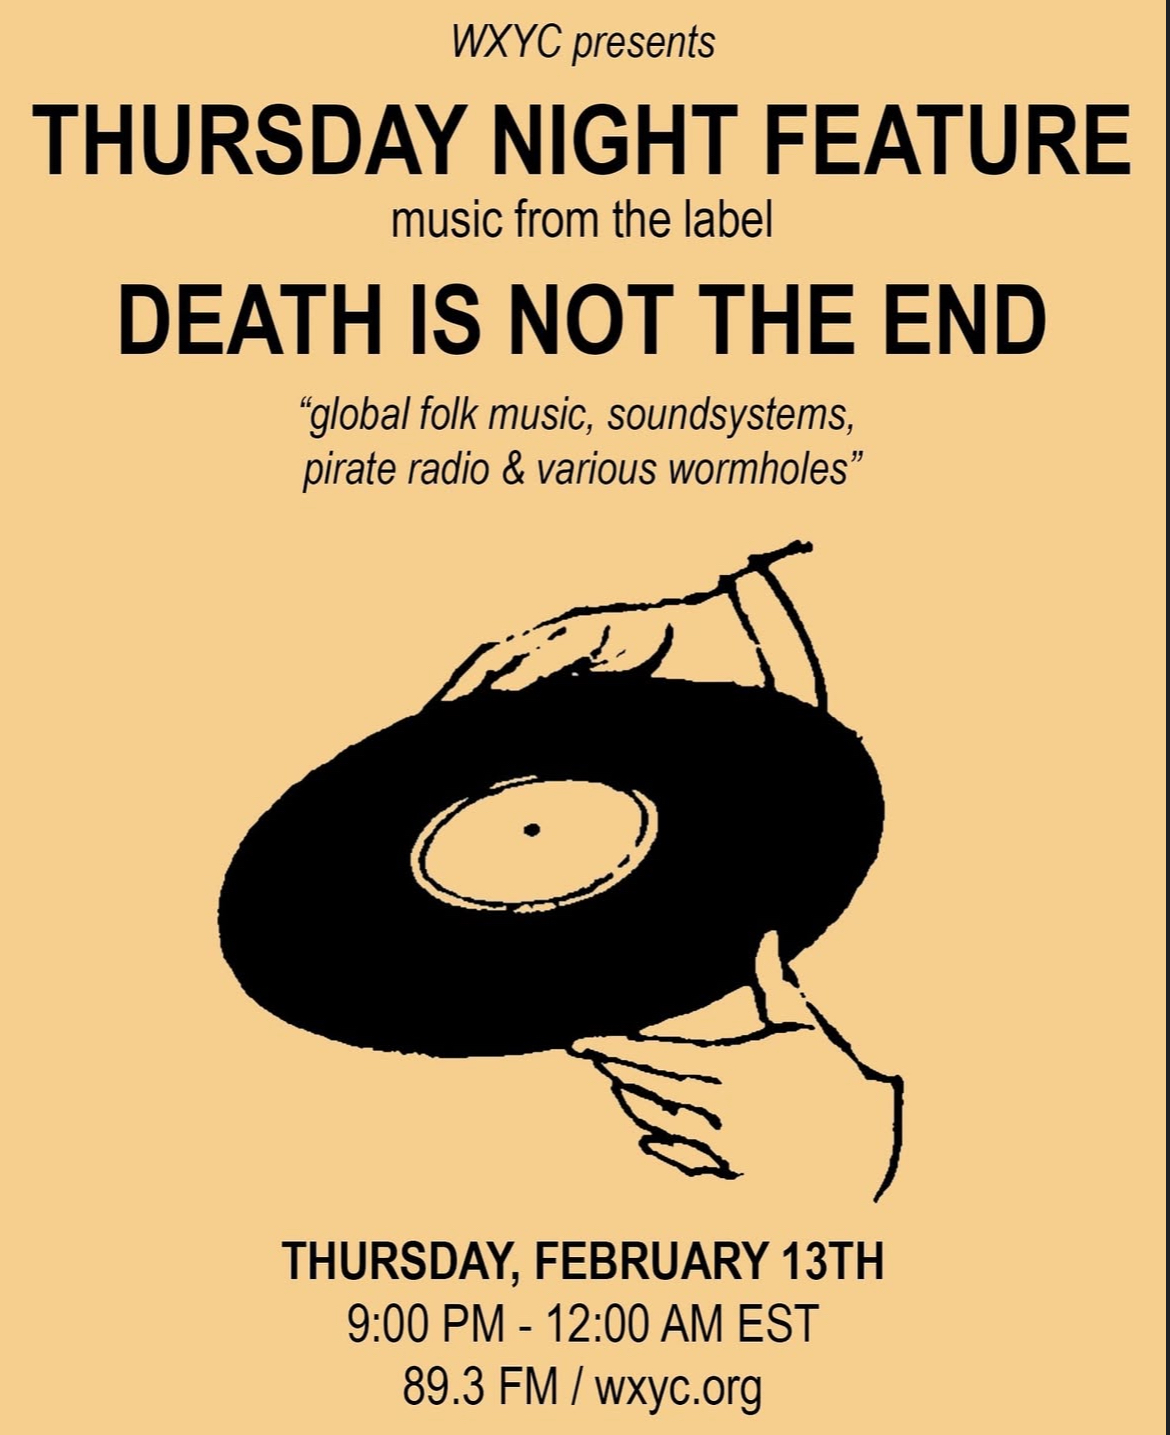 WXYC presents
THURSDAY NIGHT FEATURE
music from the label
DEATH IS NOT THE END
“global folk music, soundsystems,
pirate radio & various wormholes”
THURSDAY, FEBRUARY 13TH
9:00 PM - 12:00 AM EST
89.3 FM / wxyc.org